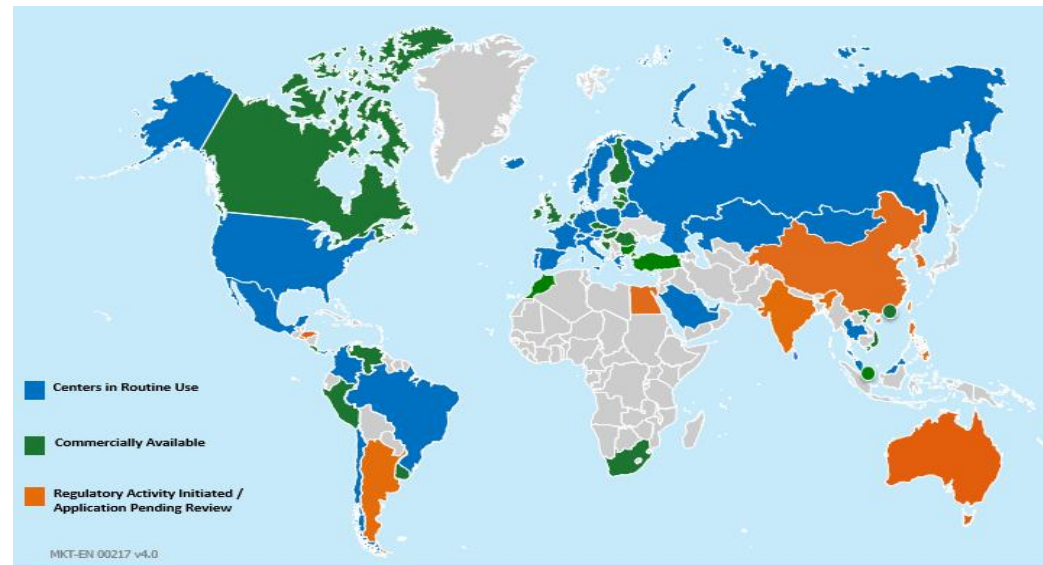 Centers in Routine Use
Commercially Available
Regulatory Activity Initiated /
Application Pending Review
MKT-EN 00217 v4.0